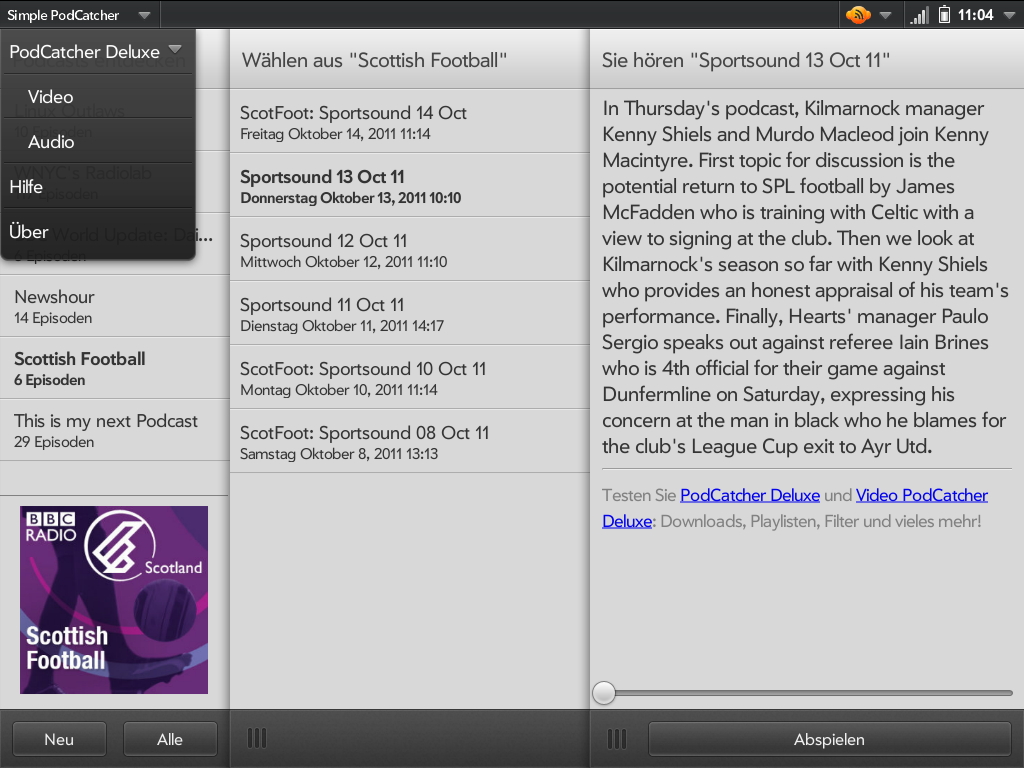 Simple PodCatcher
11:04
PodCatcher Deluxe
Video
Audio
Hilfe
Über
Linux Outlaws
WNYC's Radiolab
Episoden
World Update: Dai...
6 Episoden
Newshour
14 Episoden
Scottish Football
6 Episoden
This is my next Podcast
29 Episoden
BBC
RADIO
Scotland
Scottish
Football
Neu
Alle
Wählen aus "Scottish Football"
ScotFoot: Sportsound 14 Oct
Freitag Oktober 14, 2011 11:14
Sportsound 13 Oct 11
Donnerstag Oktober 13, 2011 10:10
Sportsound 12 Oct 11
Mittwoch Oktober 12, 2011 11:10
Sportsound 11 Oct 11
Dienstag Oktober 11, 2011 14:17
ScotFoot: Sportsound 10 Oct 11
Montag Oktober 10, 2011 11:14
ScotFoot: Sportsound 08 Oct 11
Samstag Oktober 8, 2011 13:13
Sie hören "Sportsound 13 Oct 11"
In Thursday's podcast, Kilmarnock manager
Kenny Shiels and Murdo Macleod join Kenny
Macintyre. First topic for discussion is the
potential return to SPL football by James
McFadden who is training with Celtic with a
view to signing at the club. Then we look at
Kilmarnock's season so far with Kenny Shiels
who provides an honest appraisal of his team's
performance. Finally, Hearts' manager Paulo
Sergio speaks out against referee Iain Brines
who is 4th official for their game against
Dunfermline on Saturday, expressing his
concern at the man in black who he blames for
the club's League Cup exit to Ayr Utd.
Testen Sie PodCatcher Deluxe und Video PodCatcher
Deluxe: Downloads, Playlisten, Filter und vieles mehr!
Abspielen